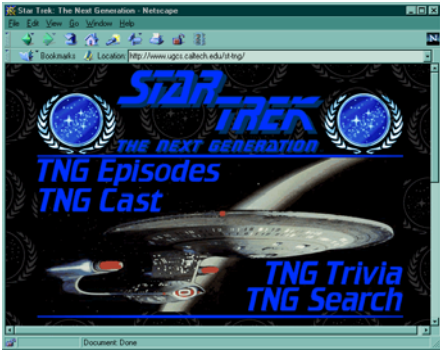 Star Trek: The Next Generation - Netscape
File Edit View Go Window Help
Bookmarks Location: http://www.ugcs.caltech.edu/st-tng/
N
STAR TREK
THE NEXT GENERATION
TNG Episodes
TNG Cast
TNG Trivia
TNG Search
Document: Done